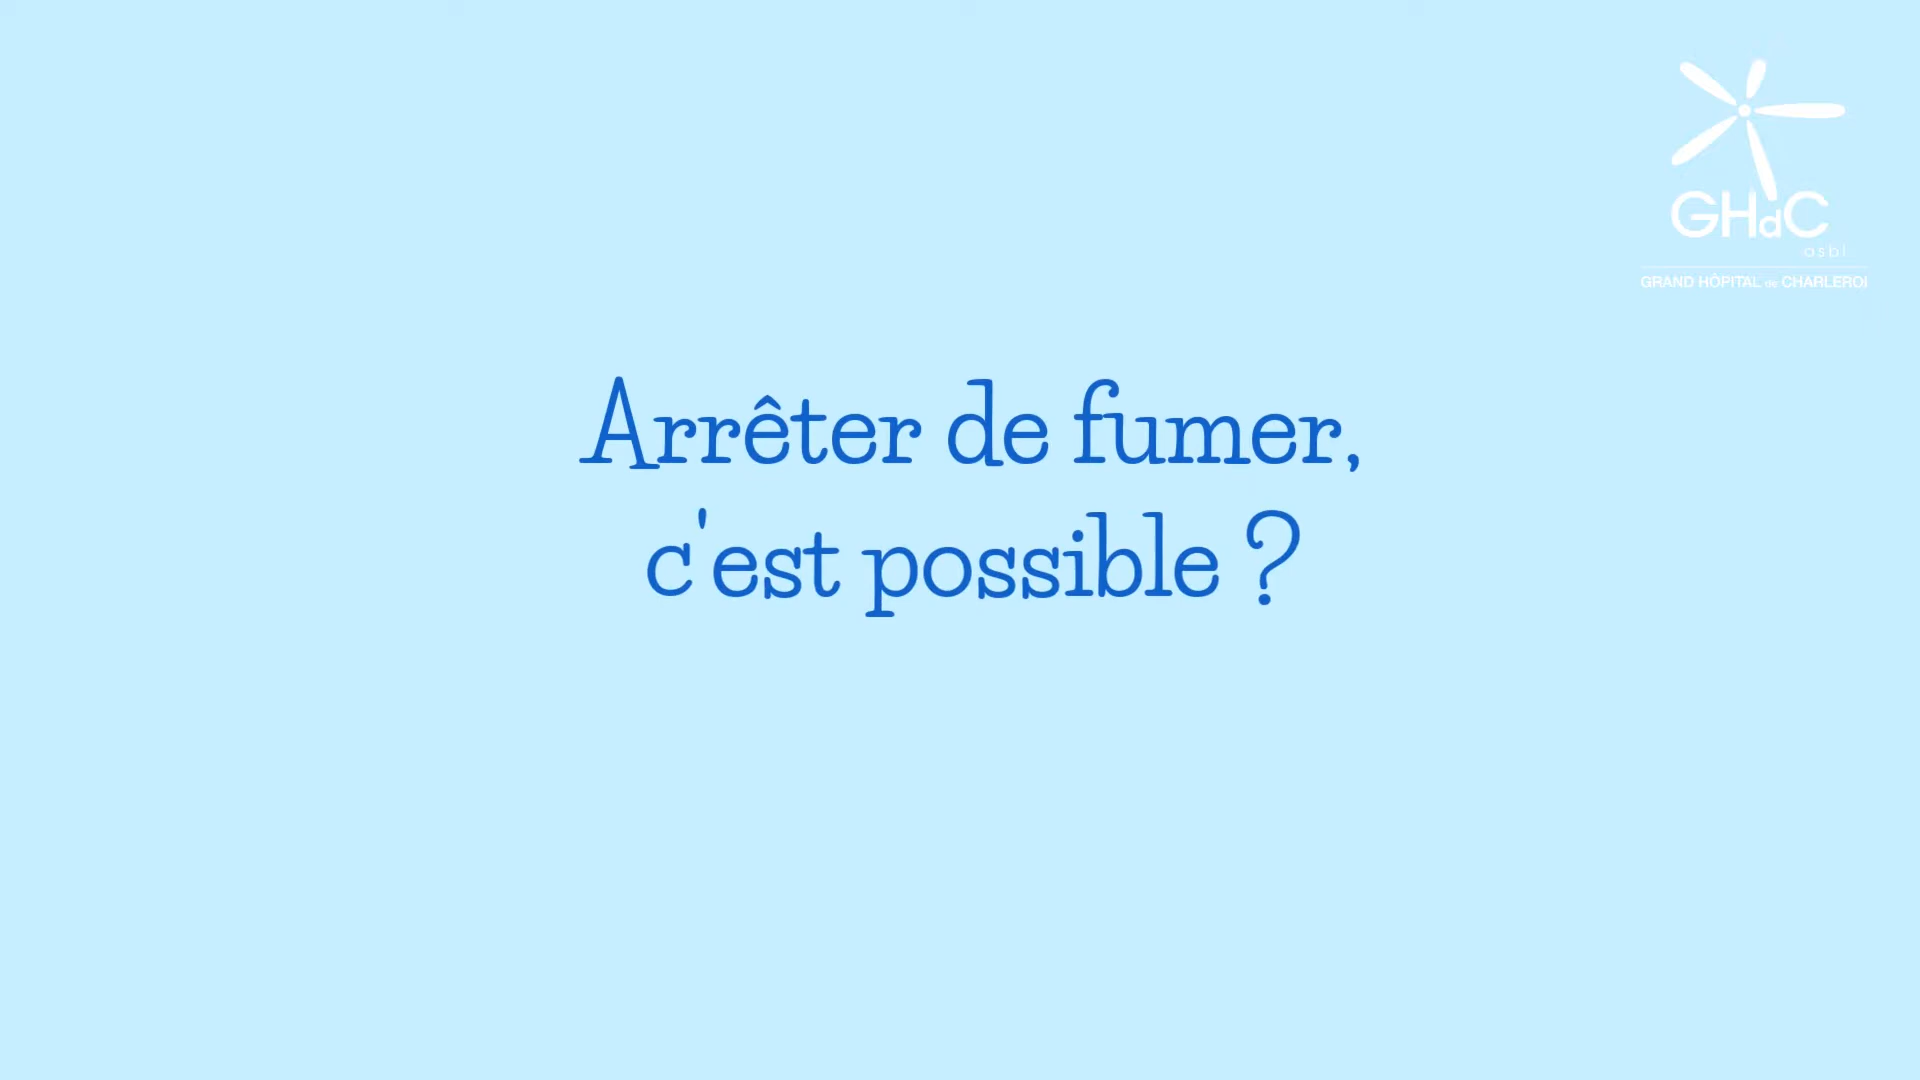 GHdC
asbl
GRAND HÔPITAL de CHARLEROI
Arrêter de fumer,
c'est possible ?